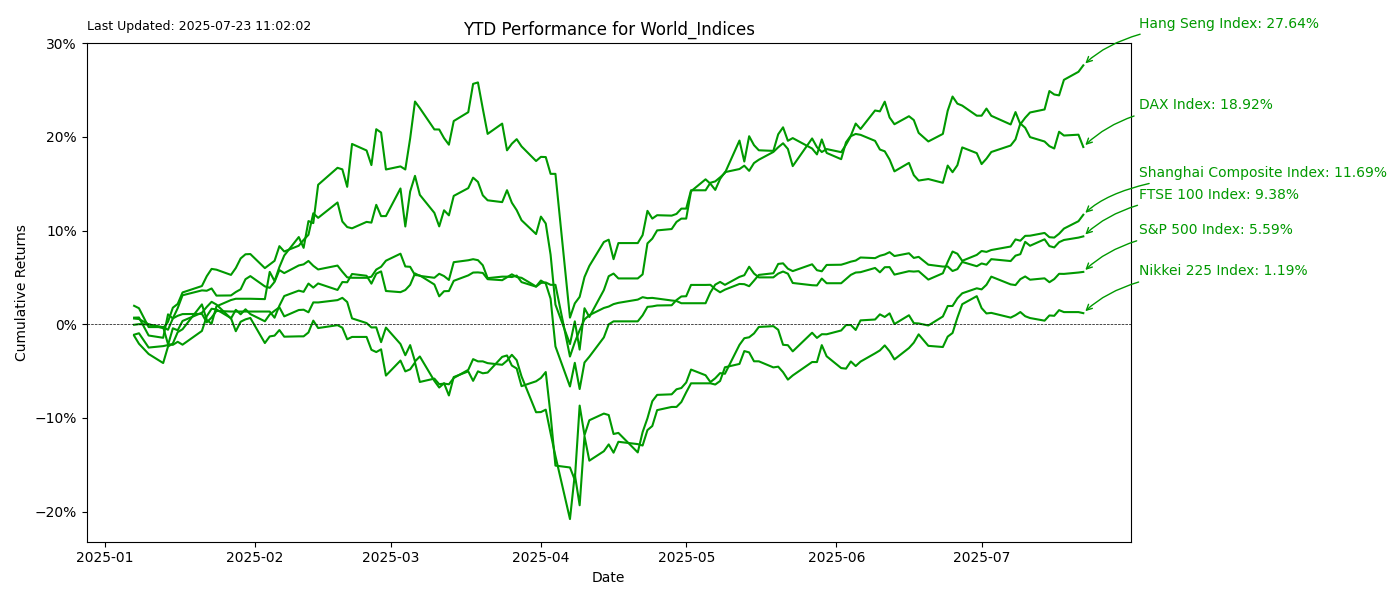 Last Updated: 2025-07-23 11:02:02
YTD Performance for World_Indices
Hang Seng Index: 27.64%
DAX Index: 18.92%
Shanghai Composite Index: 11.69%
FTSE 100 Index: 9.38%
S&P 500 Index: 5.59%
Nikkei 225 Index: 1.19%
Cumulative Returns
30%
20%
10%
0%
−10%
−20%
2025-01 2025-02 2025-03 2025-04 2025-05 2025-06 2025-07
Date